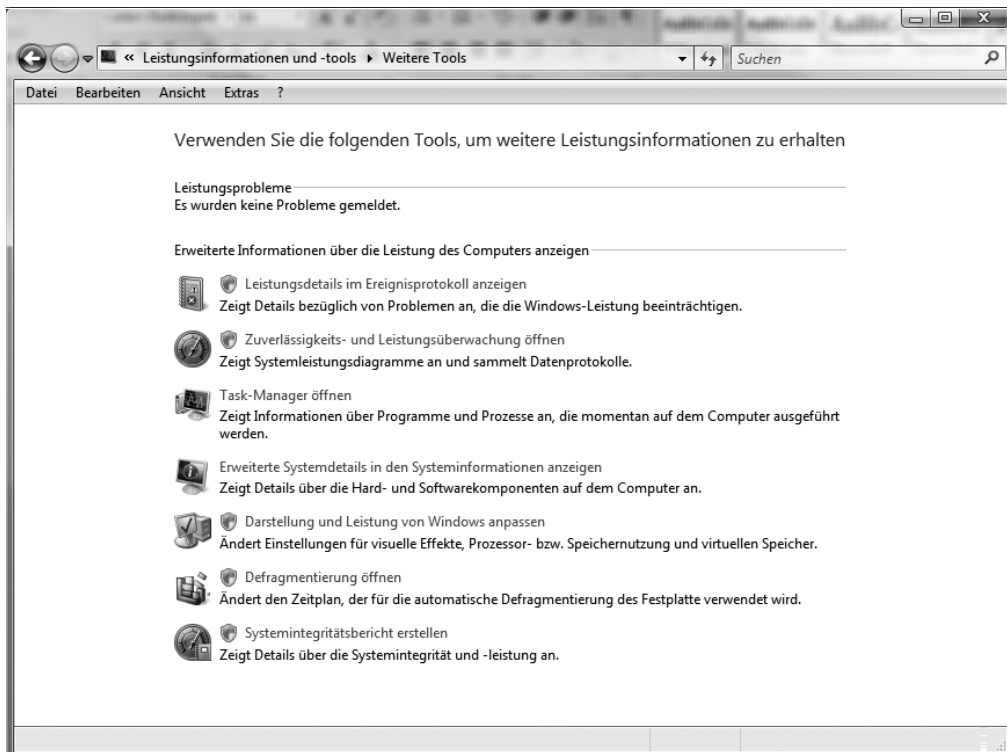 « Leistungsinformationen und -tools ▸ Weitere Tools
Suchen
Datei Bearbeiten Ansicht Extras ?
Verwenden Sie die folgenden Tools, um weitere Leistungsinformationen zu erhalten
Leistungsprobleme
Es wurden keine Probleme gemeldet.
Erweiterte Informationen über die Leistung des Computers anzeigen
Leistungsdetails im Ereignisprotokoll anzeigen
Zeigt Details bezüglich von Problemen an, die die Windows-Leistung beeinträchtigen.
Zuverlässigkeits- und Leistungsüberwachung öffnen
Zeigt Systemleistungsdiagramme an und sammelt Datenprotokolle.
Task-Manager öffnen
Zeigt Informationen über Programme und Prozesse an, die momentan auf dem Computer ausgeführt
werden.
Erweiterte Systemdetails in den Systeminformationen anzeigen
Zeigt Details über die Hard- und Softwarekomponenten auf dem Computer an.
Darstellung und Leistung von Windows anpassen
Ändert Einstellungen für visuelle Effekte, Prozessor- bzw. Speichernutzung und virtuellen Speicher.
Defragmentierung öffnen
Ändert den Zeitplan, der für die automatische Defragmentierung des Festplatte verwendet wird.
Systemintegritätsbericht erstellen
Zeigt Details über die Systemintegrität und -leistung an.